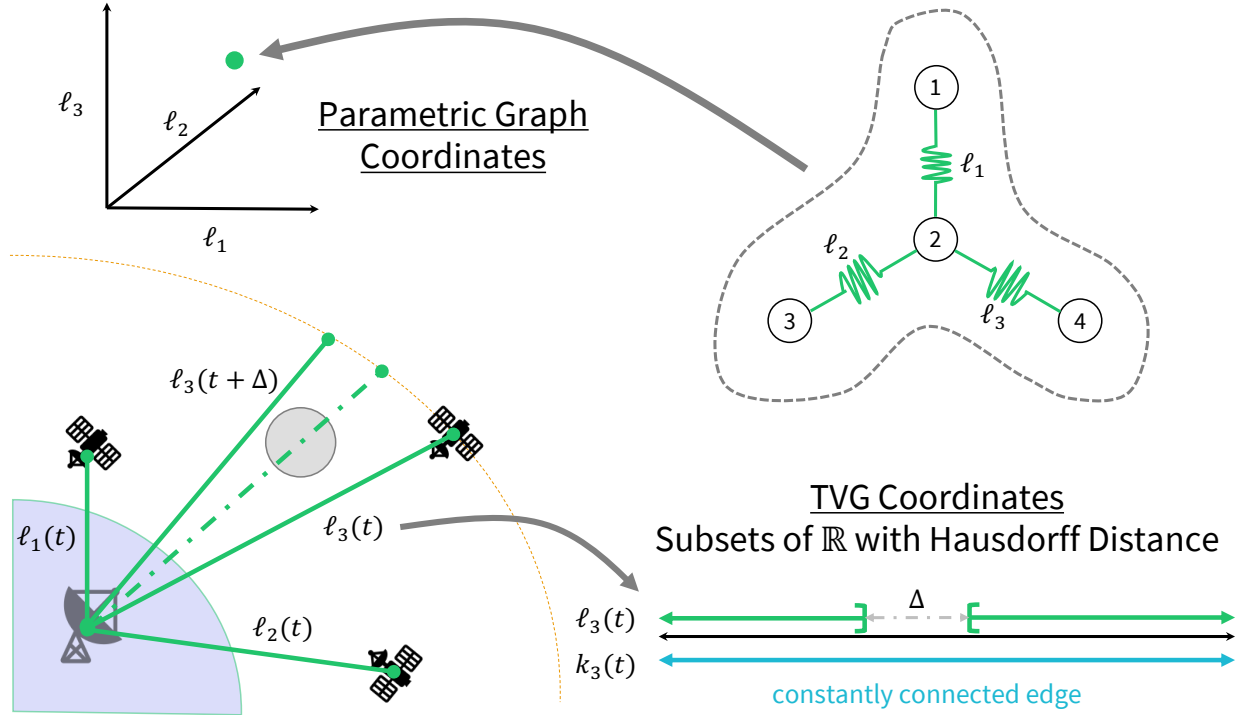 ℓ₃
ℓ₂
ℓ₁
Parametric Graph
Coordinates
1
ℓ₁
2
ℓ₂
ℓ₃
3
4
ℓ₃(t + Δ)
ℓ₁(t)
ℓ₃(t)
ℓ₂(t)
TVG Coordinates
Subsets of ℝ with Hausdorff Distance
Δ
ℓ₃(t)
k₃(t)
constantly connected edge